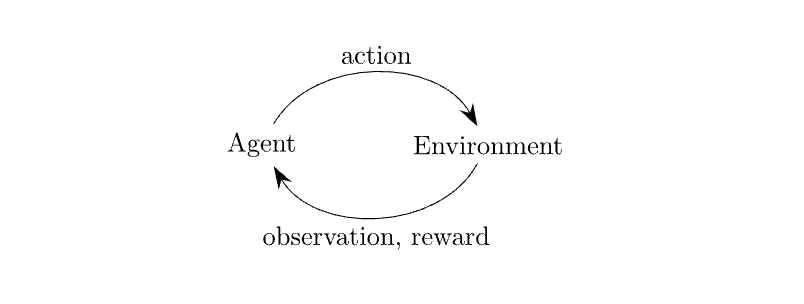 action
Agent
Environment
observation, reward